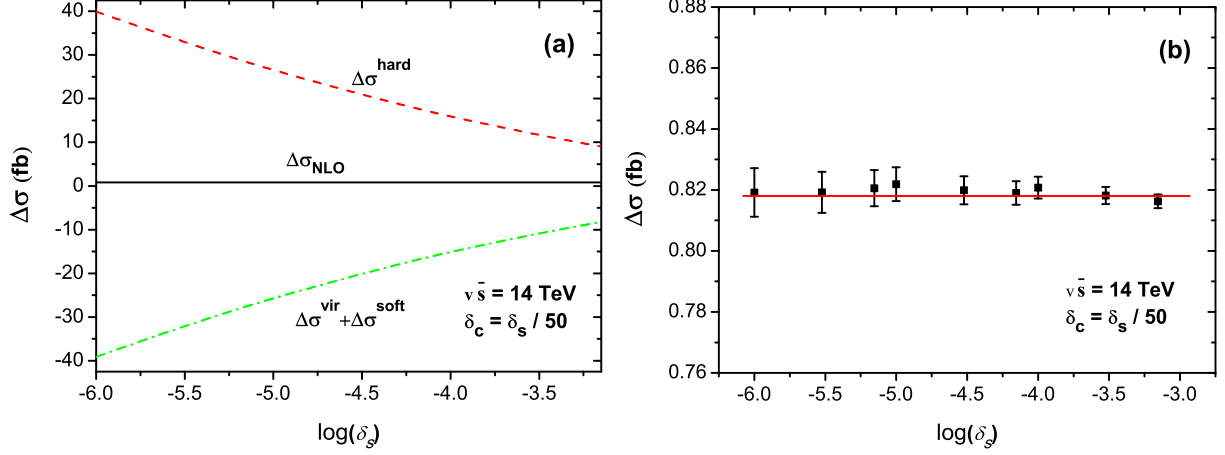 (a)
40
30
20
10
0
-10
-20
-30
-40
Δσ (fb)
Δσ^hard
Δσ_NLO
Δσ^vir+Δσ^soft
v s̄ = 14 TeV
δ_c = δ_s / 50
-6.0 -5.5 -5.0 -4.5 -4.0 -3.5
log(δ_s)
(b)
0.88
0.84
0.82
0.80
0.78
0.76
Δσ (fb)
v s̄ = 14 TeV
δ_c = δ_s / 50
-6.0 -5.5 -5.0 -4.5 -4.0 -3.5 -3.0
log(δ_s)